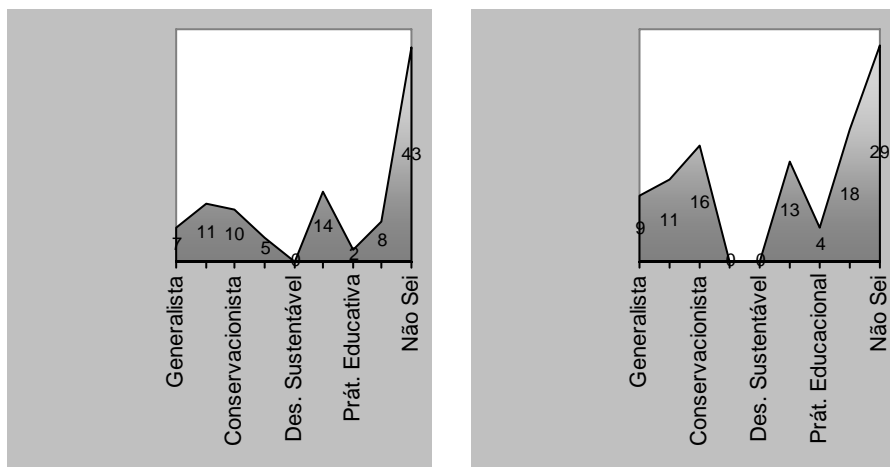 7
11
10
5
0
14
2
8
43
Generalista
Conservacionista
Des. Sustentável
Prát. Educativa
Não Sei
9
11
16
0
0
13
4
18
29
Generalista
Conservacionista
Des. Sustentável
Prát. Educacional
Não Sei